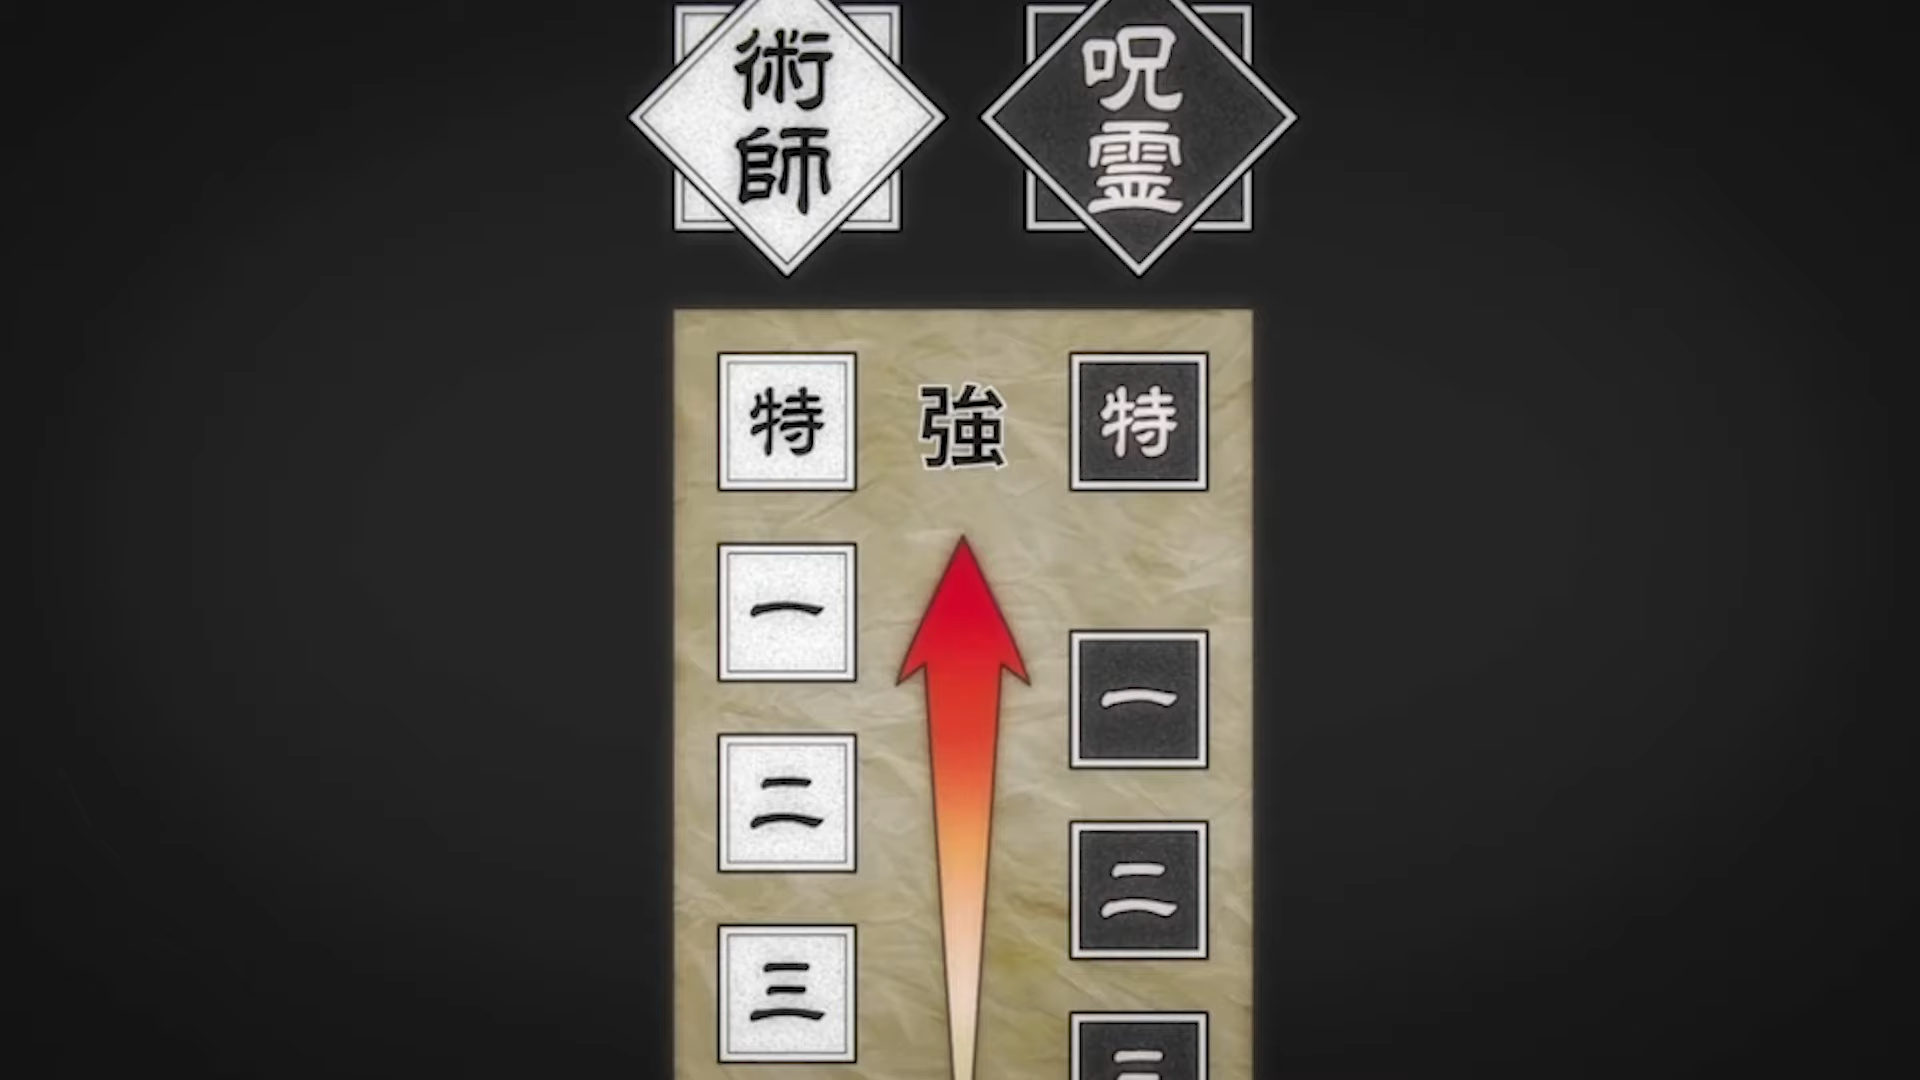 術師
呪霊
特
強
特
一
一
二
二
三